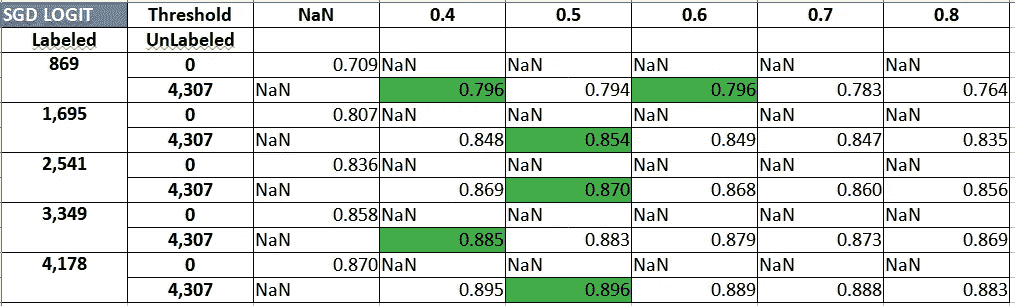 SGD LOGIT Threshold NaN 0.4 0.5 0.6 0.7 0.8
Labeled UnLabeled
869 0 0.709 NaN NaN NaN NaN NaN
4,307 NaN 0.796 0.794 0.796 0.783 0.764
1,695 0 0.807 NaN NaN NaN NaN NaN
4,307 NaN 0.848 0.854 0.849 0.847 0.835
2,541 0 0.836 NaN NaN NaN NaN NaN
4,307 NaN 0.869 0.870 0.868 0.860 0.856
3,349 0 0.858 NaN NaN NaN NaN NaN
4,307 NaN 0.885 0.883 0.879 0.873 0.869
4,178 0 0.870 NaN NaN NaN NaN NaN
4,307 NaN 0.895 0.896 0.889 0.888 0.883